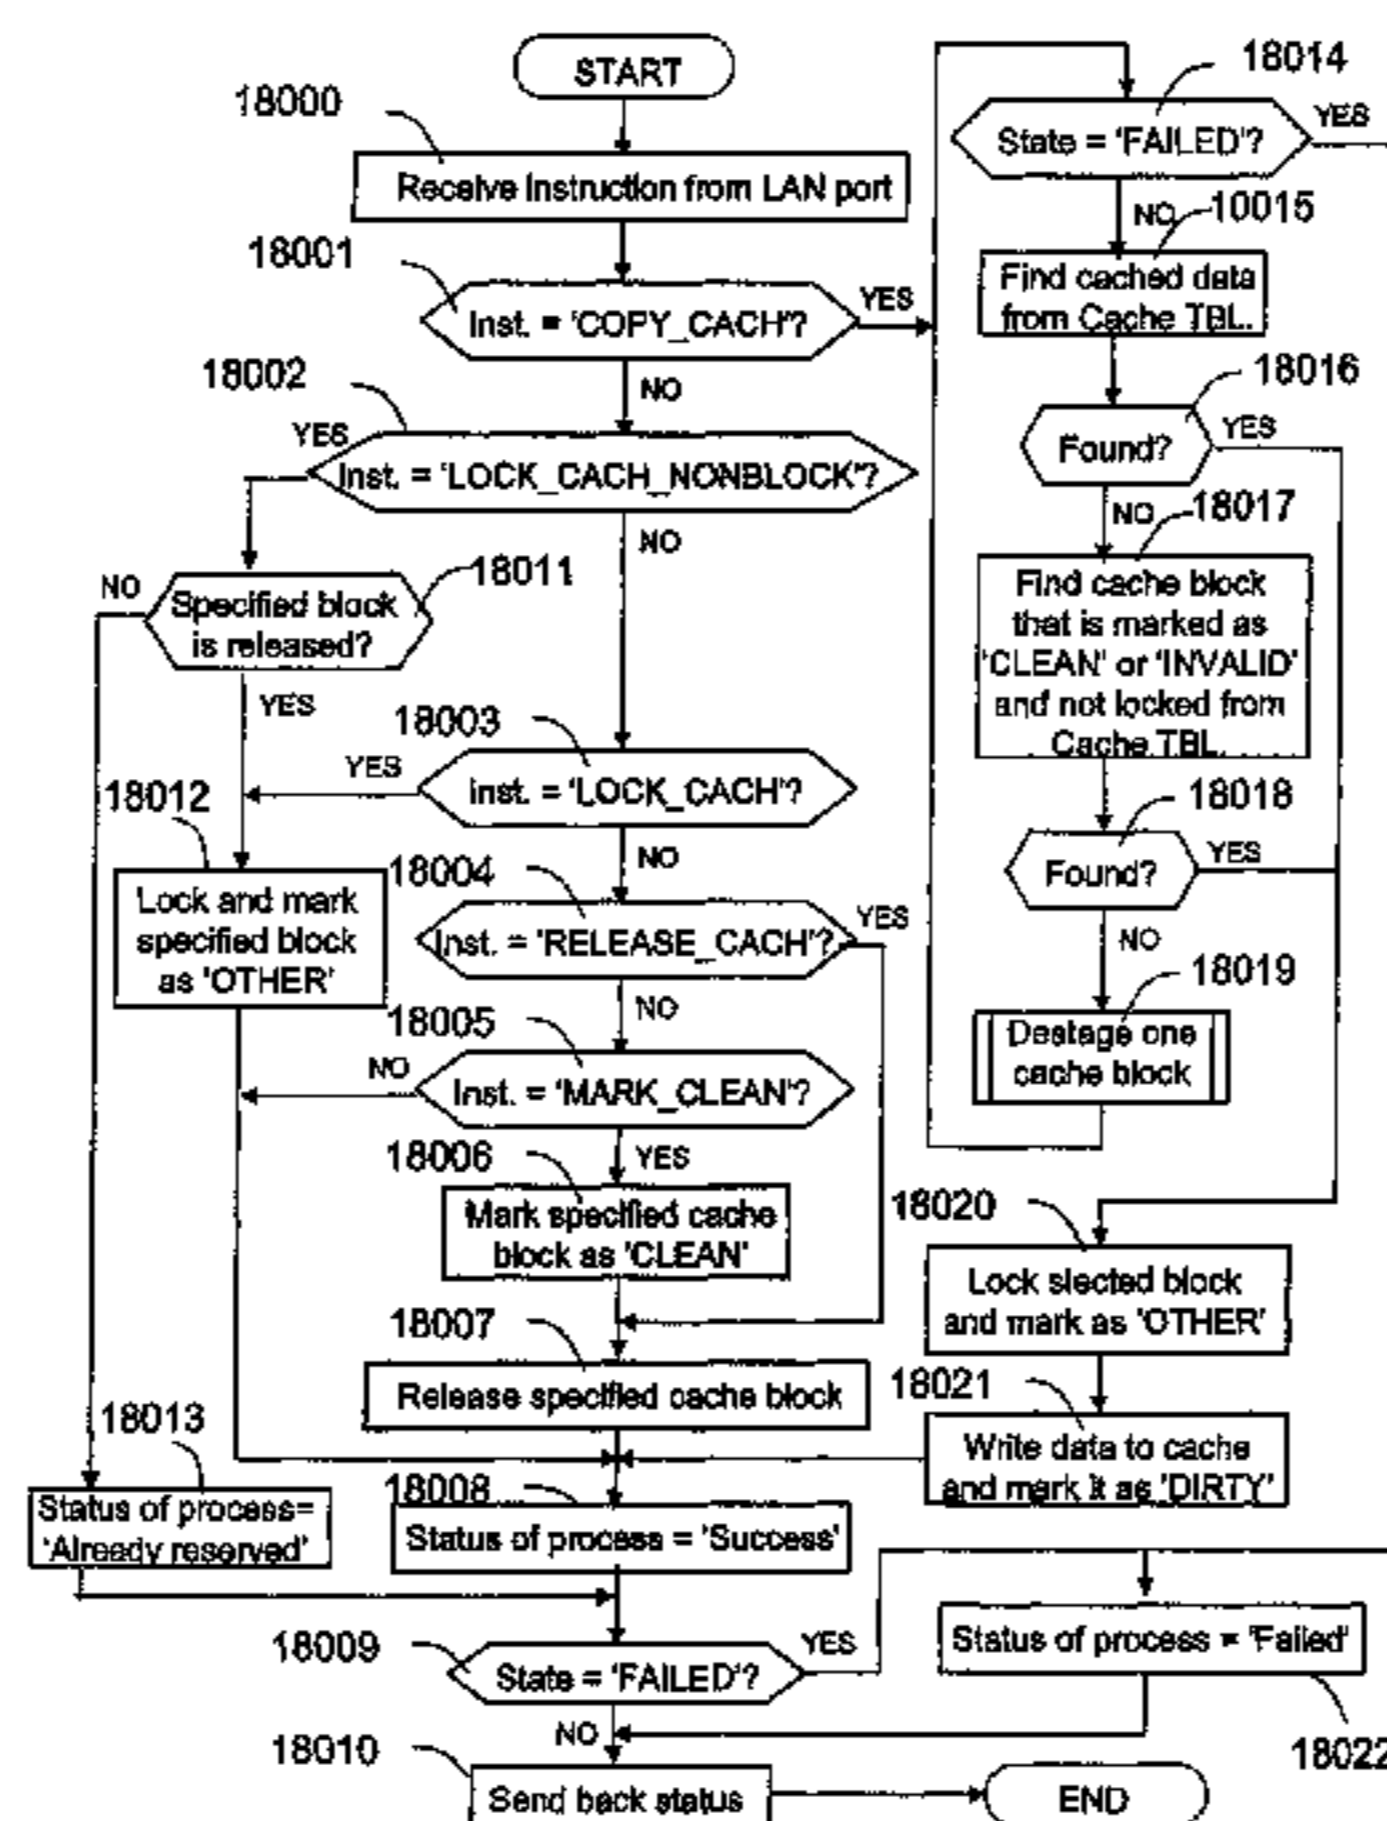 START
18000
Receive Instruction from LAN port
18001
Inst. = 'COPY_CACH'?
YES
NO
18002
YES
Inst. = 'LOCK_CACH_NONBLOCK'?
NO
18011
NO
Specified block
is released?
YES
18003
YES
inst. = 'LOCK_CACH'?
NO
18012
Lock and mark
specified block
as 'OTHER'
18004
Inst. = 'RELEASE_CACH'?
YES
NO
18005
NO
Inst. = 'MARK_CLEAN'?
YES
18006
Mark specified cache
block as 'CLEAN'
18007
Release specified cache block
18013
Status of process=
'Already reserved'
18008
Status of process = 'Success'
18009
State = 'FAILED'?
YES
NO
18010
Send back status
END
18014
State = 'FAILED'?
YES
NO
10015
Find cached data
from Cache TBL.
18016
Found?
YES
NO
18017
Find cache block
that is marked as
'CLEAN' or 'INVALID'
and not locked from
Cache TBL.
18018
Found?
YES
NO
18019
Destage one
cache block
18020
Lock slected block
and mark as 'OTHER'
18021
Write data to cache
and mark it as 'DIRTY'
Status of process = 'Failed'
18022